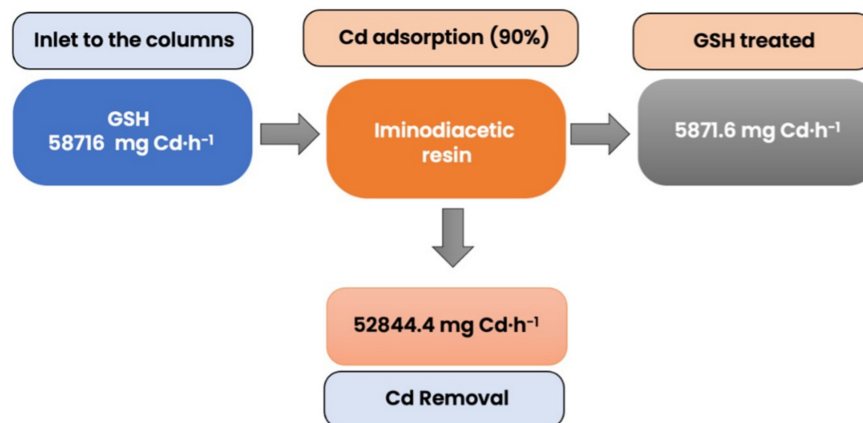 Inlet to the columns
Cd adsorption (90%)
GSH treated
GSH
58716 mg Cd·h⁻¹
Iminodiacetic
resin
5871.6 mg Cd·h⁻¹
52844.4 mg Cd·h⁻¹
Cd Removal